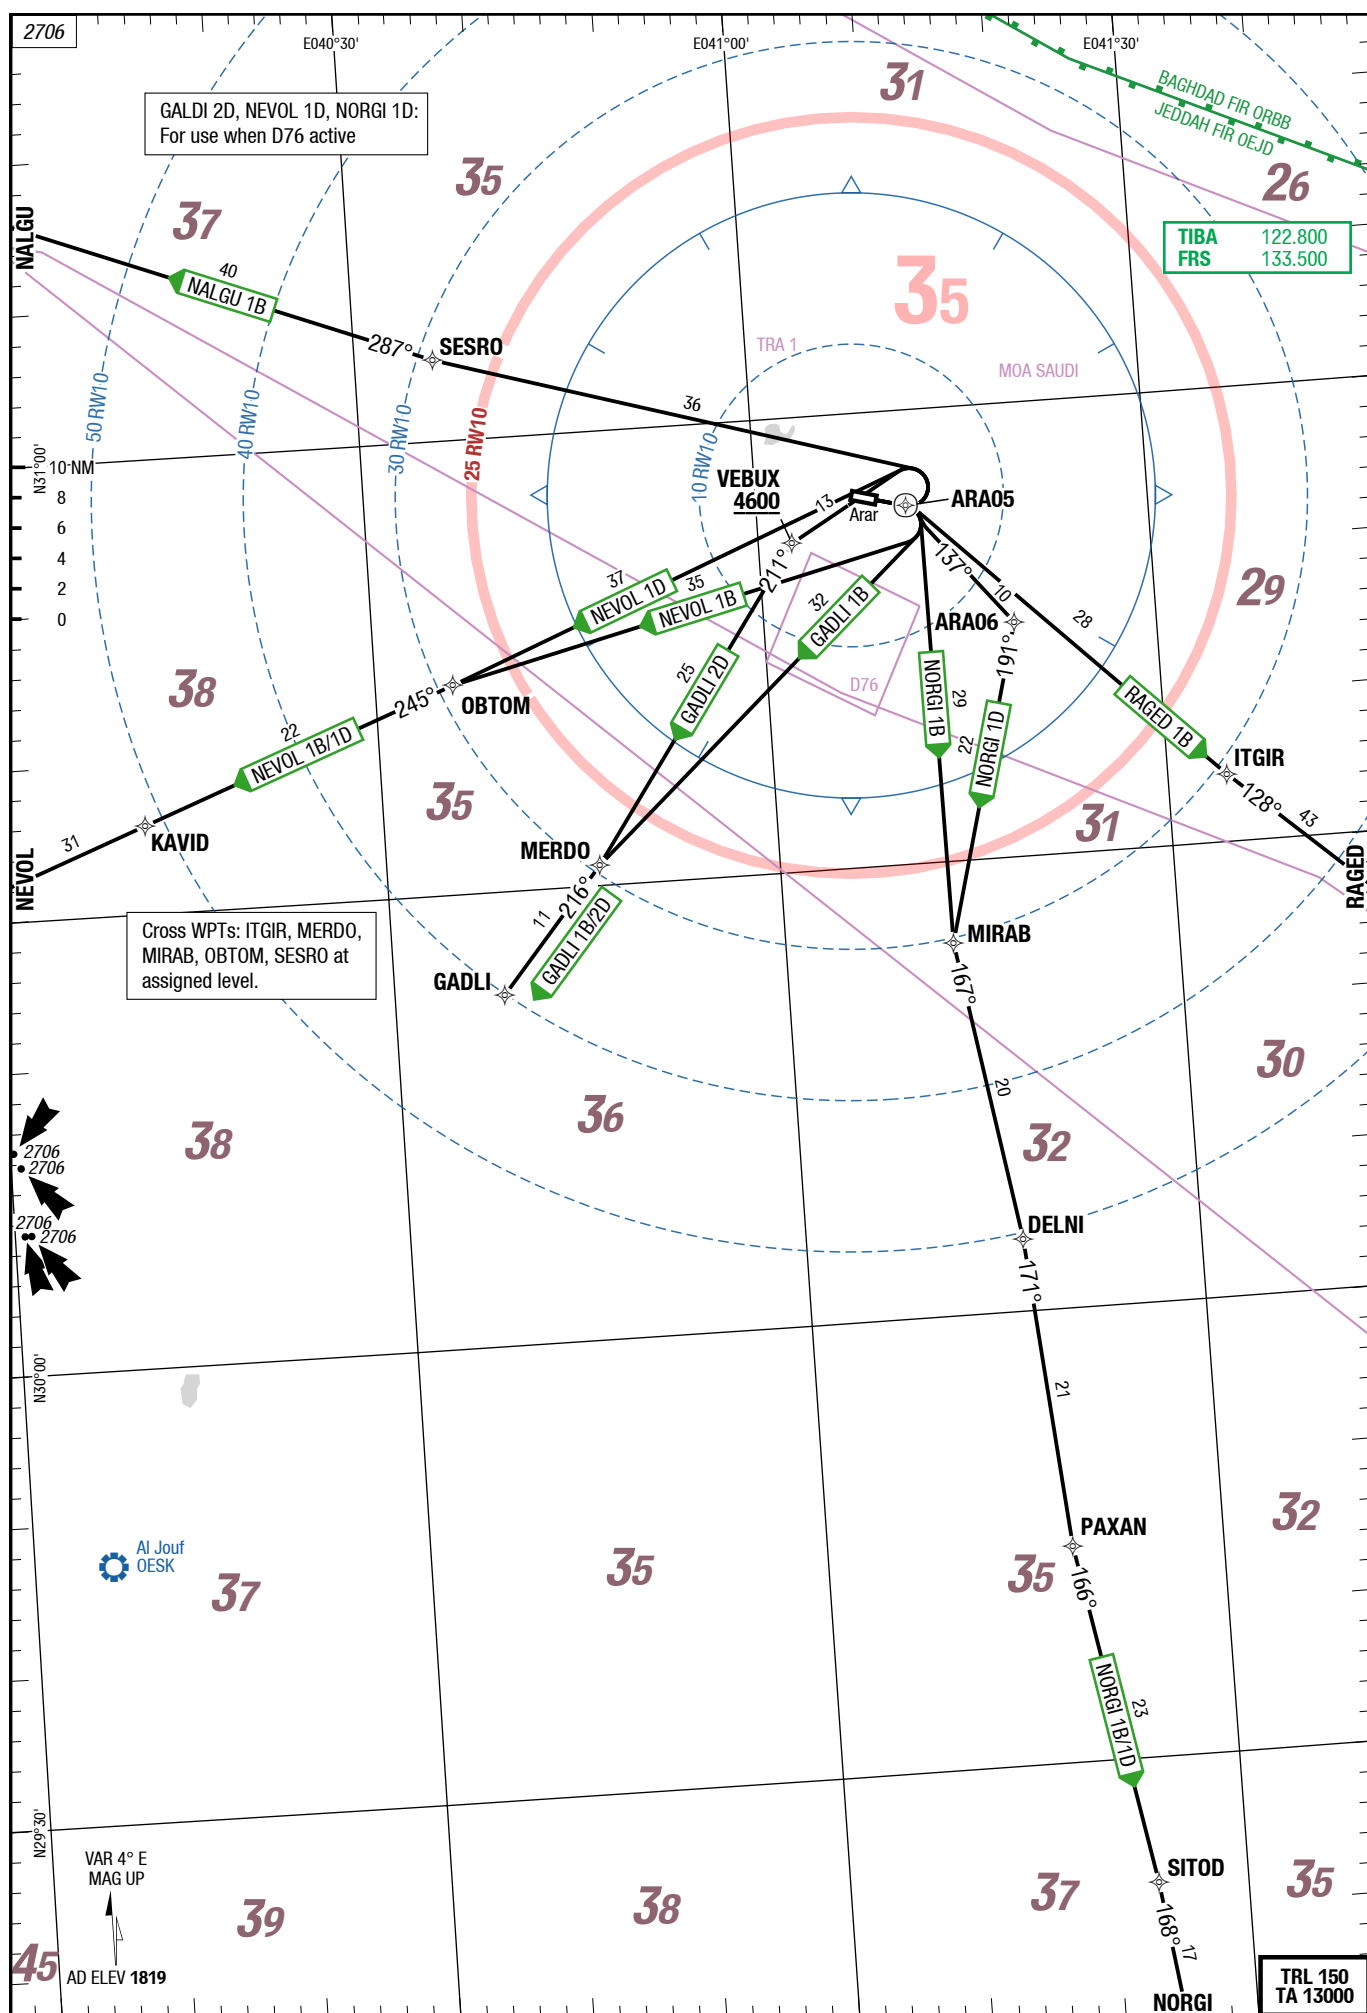 2706
E040°30'
E041°00'
E041°30'
31
BAGHDAD FIR ORBB
JEDDAH FIR OEJD
GALDI 2D, NEVOL 1D, NORGI 1D:
For use when D76 active
35
26
37
NALGU
TIBA 122.800
FRS 133.500
40
NALGU 1B
35
287°
SESRO
TRA 1
MOA SAUDI
36
50 RW10
40 RW10
30 RW10
25 RW10
10 RW10
N31°00'
10 NM
8
6
4
2
0
VEBUX
4600
13
Arar
ARA05
211°
137°
10
28
37
NEVOL 1D
35
NEVOL 1B
32
GADLI 1B
ARA06
191°
29
D76
38
245°
OBTOM
25
GADLI 2D
NORGI 1B
29
22
NORGI 1D
RAGED 1B
22
NEVOL 1B/1D
ITGIR
128°
43
35
31
31
KAVID
NEVOL
MERDO
RAGED
216°
11
GADLI 1B/2D
Cross WPTs: ITGIR, MERDO,
MIRAB, OBTOM, SESRO at
assigned level.
MIRAB
GADLI
167°
30
20
36
38
32
2706
2706
2706
2706
DELNI
171°
N30°00'
21
32
PAXAN
Al Jouf
OESK
35
35
37
166°
NORGI 1B/1D
23
N29°30'
VAR 4° E
MAG UP
SITOD
35
37
38
39
168°
17
45
AD ELEV 1819
TRL 150
TA 13000
NORGI